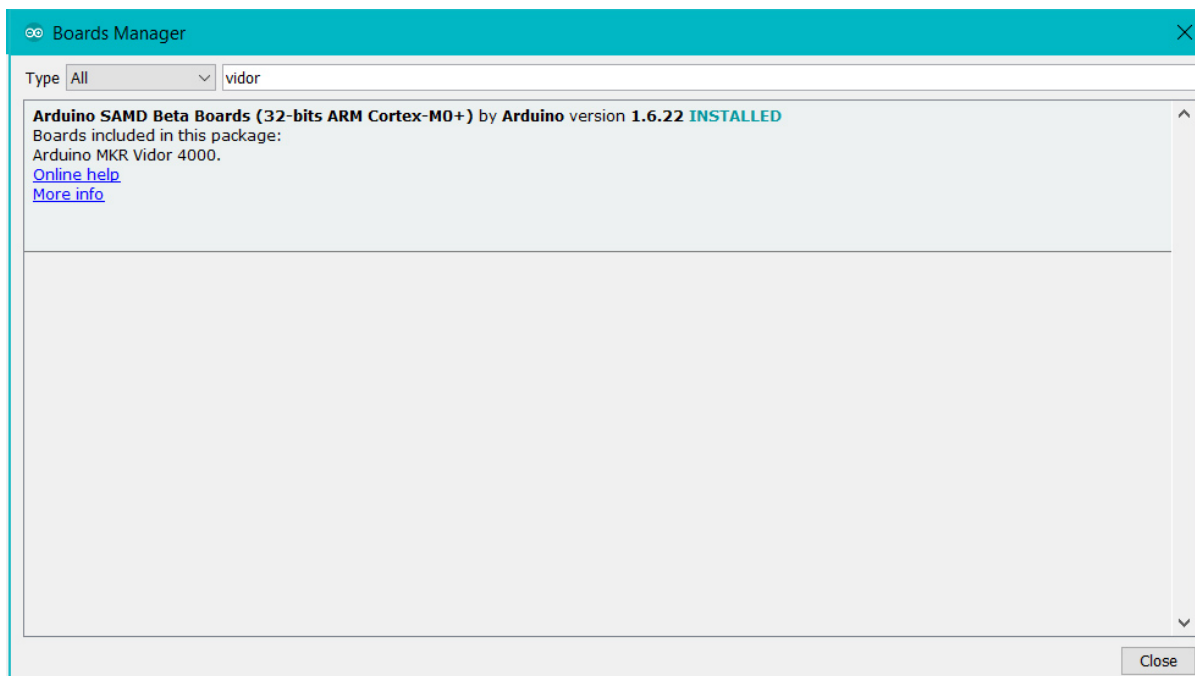 Boards Manager
Type All vidor
Arduino SAMD Beta Boards (32-bits ARM Cortex-M0+) by Arduino version 1.6.22 INSTALLED
Boards included in this package:
Arduino MKR Vidor 4000.
Online help
More info
Close